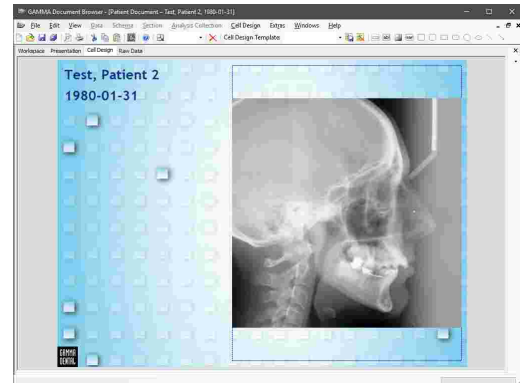 GAMMA Document Browser - [Patient Document - Test, Patient 2, 1980-01-31]
File Edit View Data Schema Section Analysis Collection Cell Design Extras Windows Help
Cell Design Template:
Workspace Presentation Cell Design Raw Data
Test, Patient 2
1980-01-31
GAMMA
DENTAL